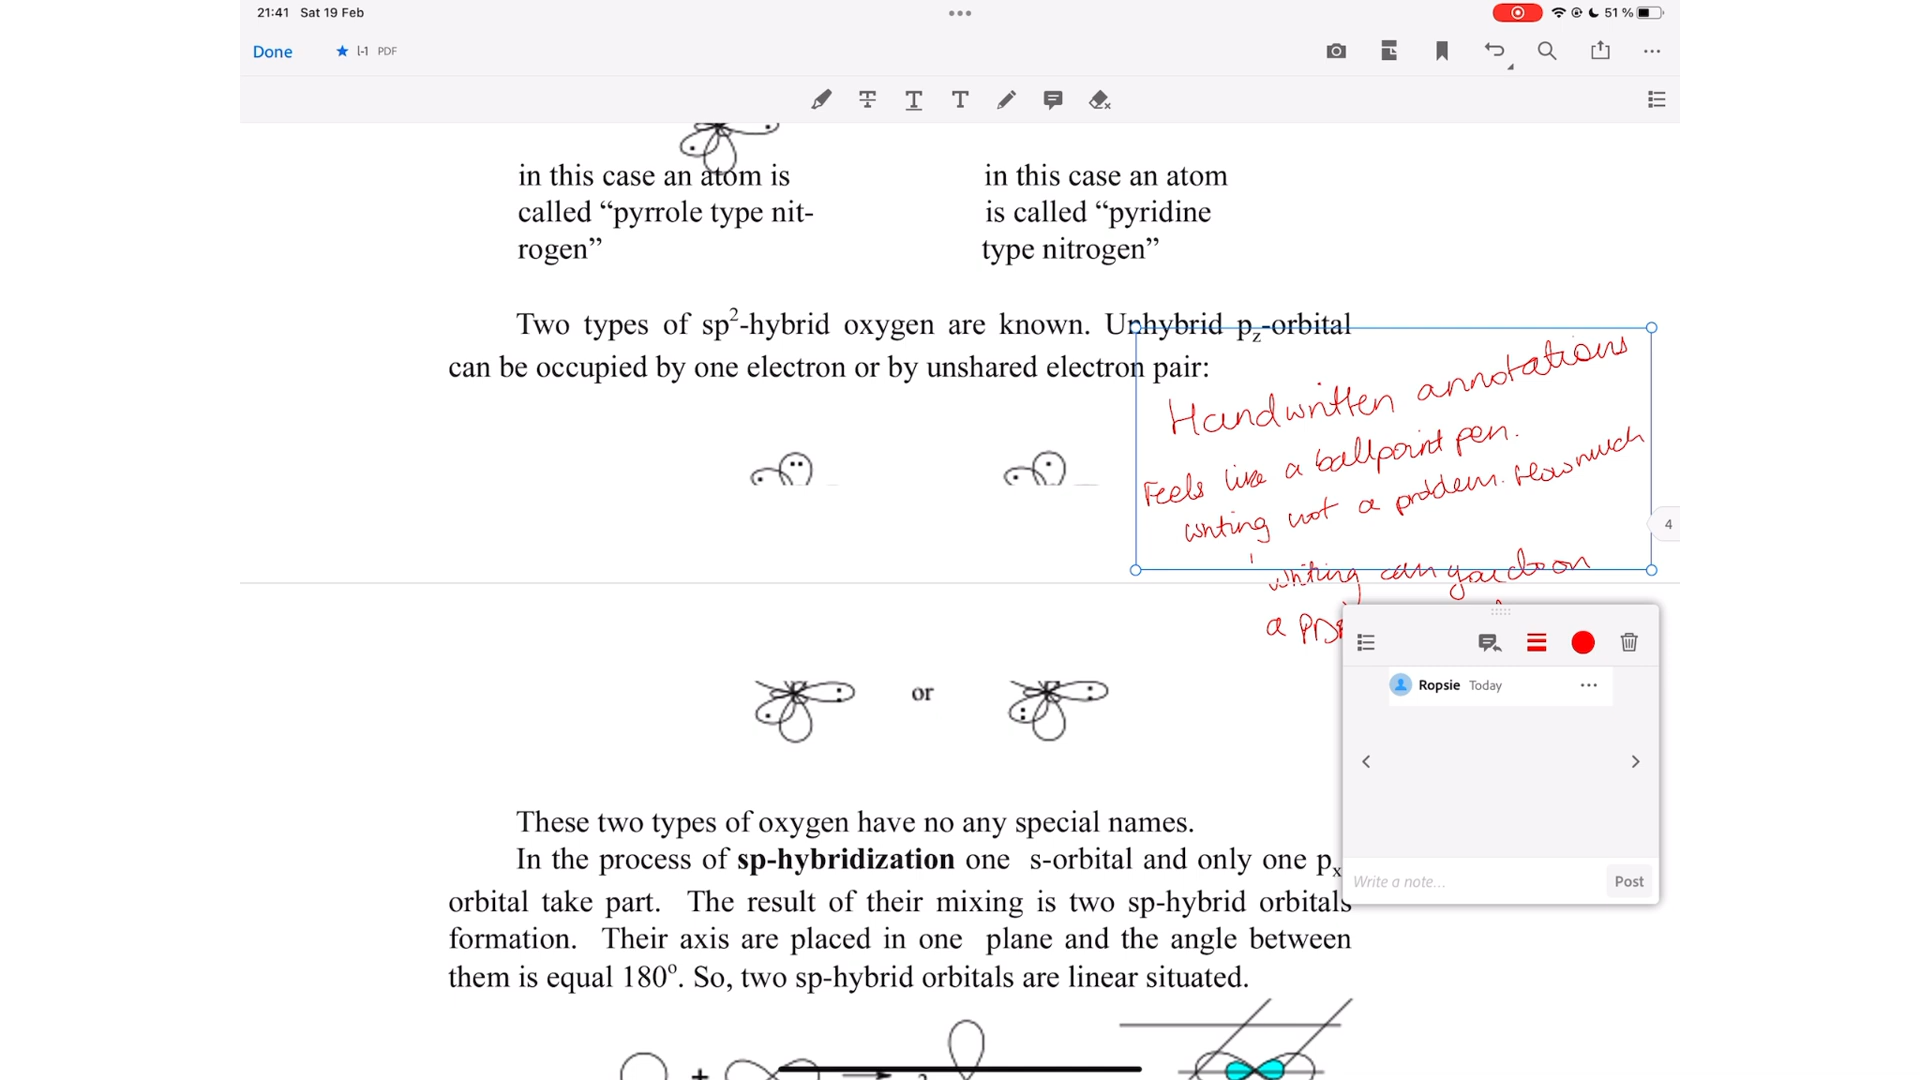 21:41 Sat 19 Feb
51 %
Done
l-1 PDF
in this case an atom is
called “pyrrole type nit-
rogen”
in this case an atom
is called “pyridine
type nitrogen”
Two types of sp²-hybrid oxygen are known. Unhybrid pz-orbital
can be occupied by one electron or by unshared electron pair:
Handwritten annotations
Feels like a ballpoint pen.
writing not a problem. How much
writing can you do on
a PDF
4
or
Ropsie Today
Write a note...
Post
These two types of oxygen have no any special names.
In the process of sp-hybridization one s-orbital and only one px
orbital take part. The result of their mixing is two sp-hybrid orbitals
formation. Their axis are placed in one plane and the angle between
them is equal 180°. So, two sp-hybrid orbitals are linear situated.
+